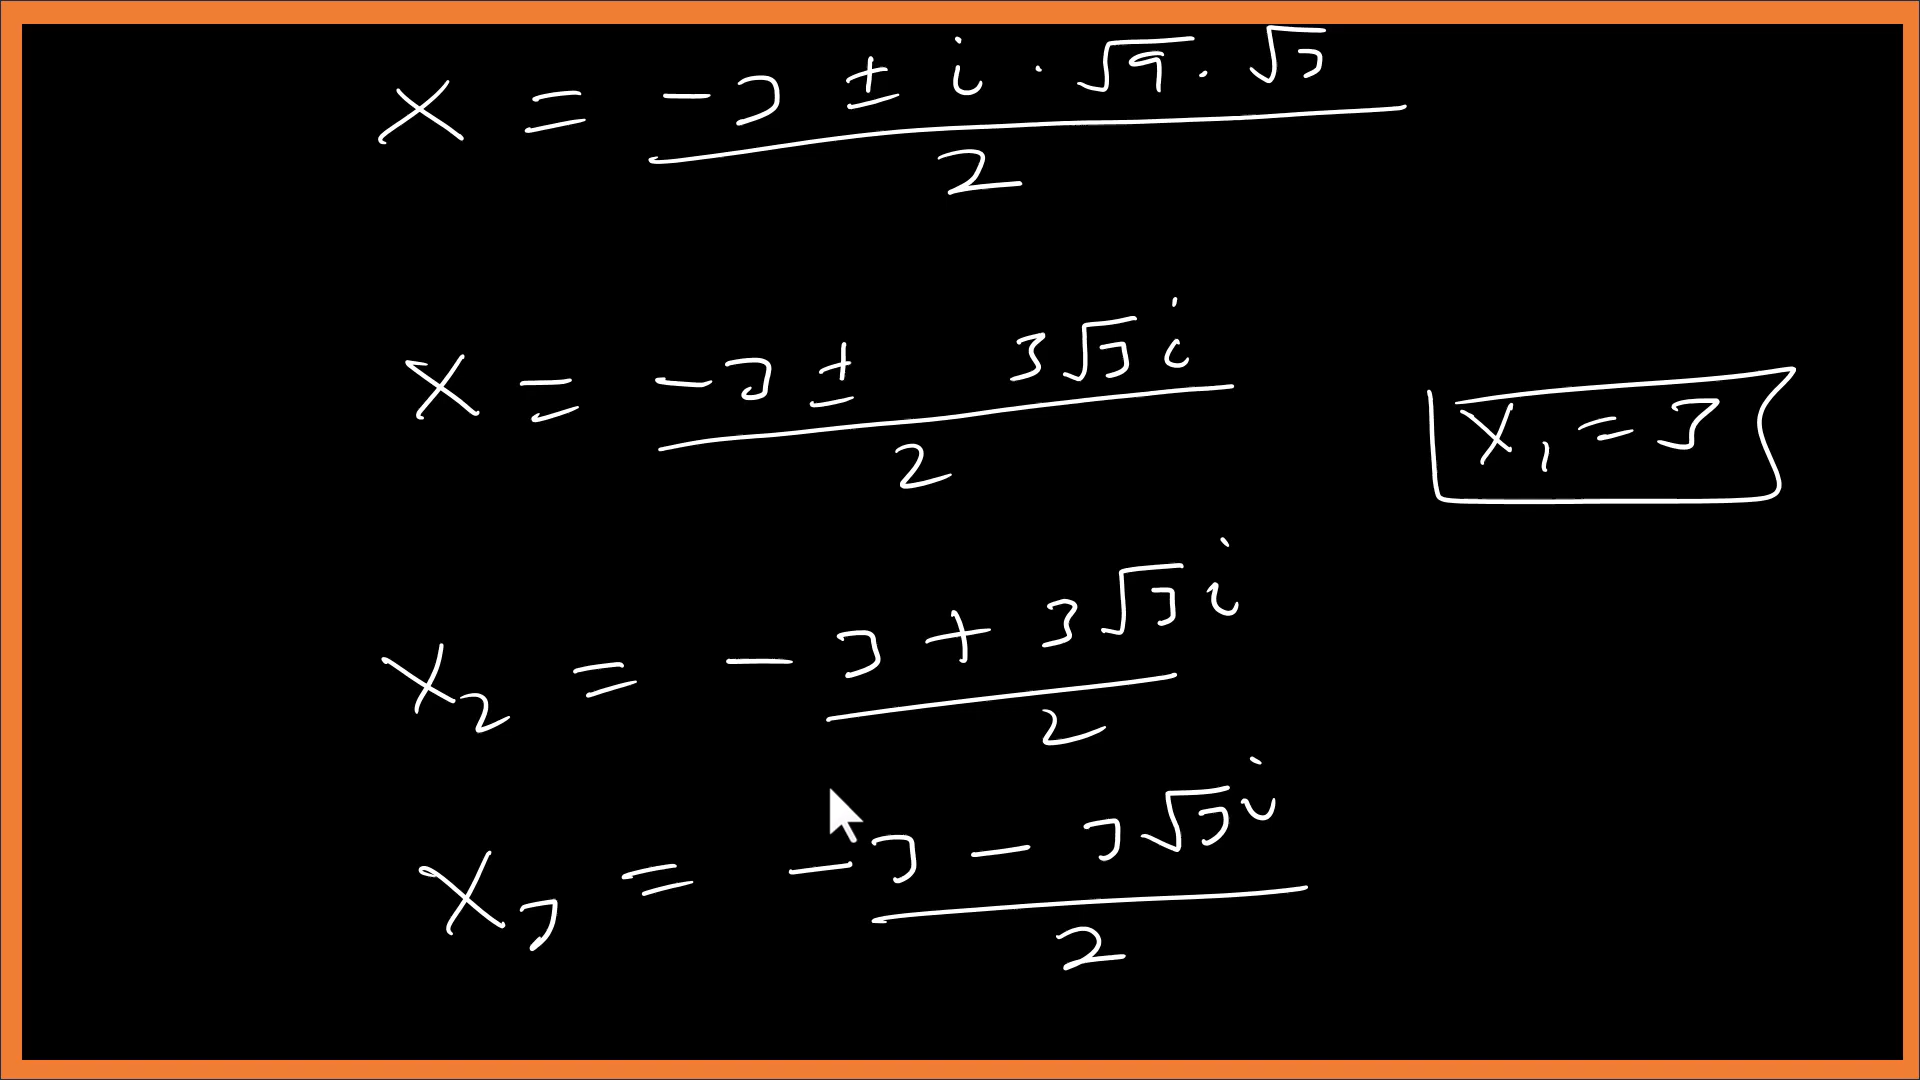 x = (-3 ± i · √9 · √3) / 2
x = (-3 ± 3√3 i) / 2
x₁ = 3
x₂ = (-3 + 3√3 i) / 2
x₃ = (-3 - 3√3 i) / 2